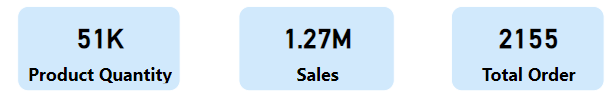 51K
Product Quantity
1.27M
Sales
2155
Total Order